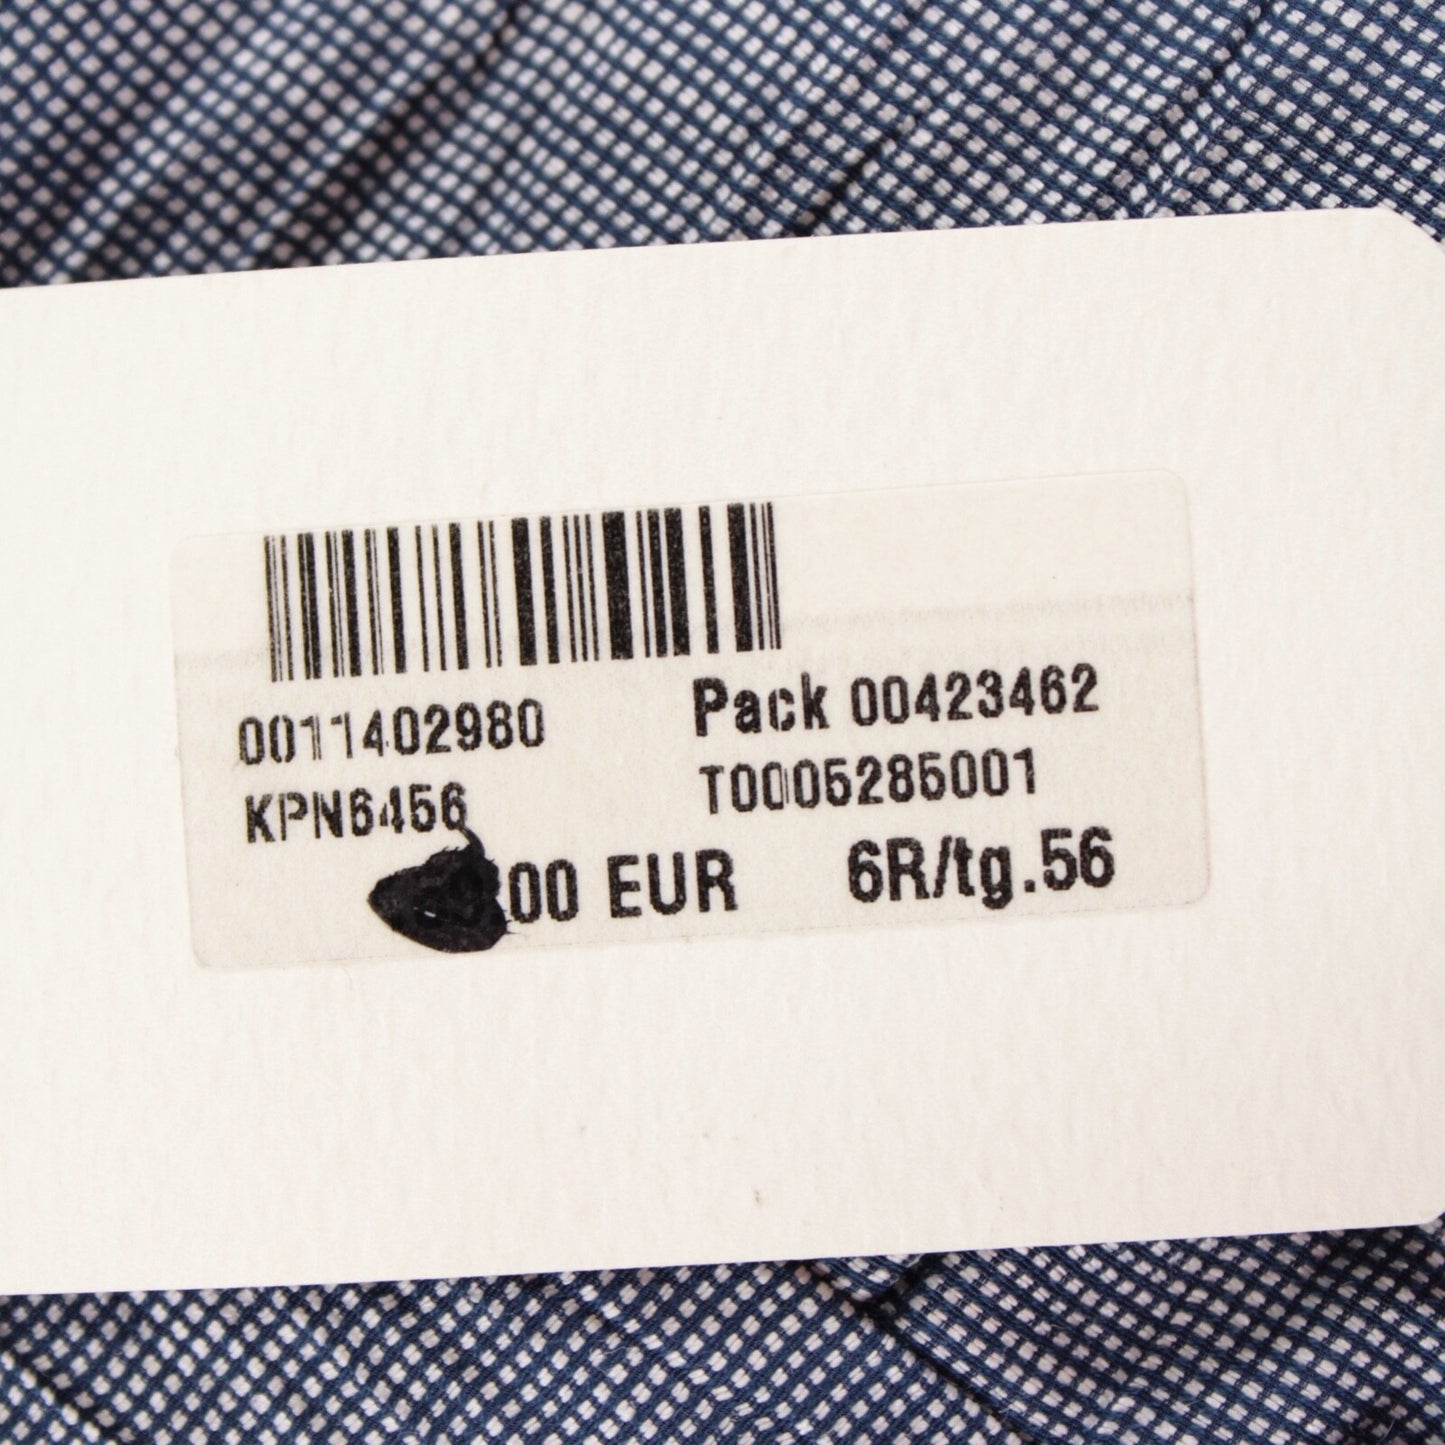 0011402980 Pack 00423462
KPN6456 T0005285001
00 EUR 6R/tg.56